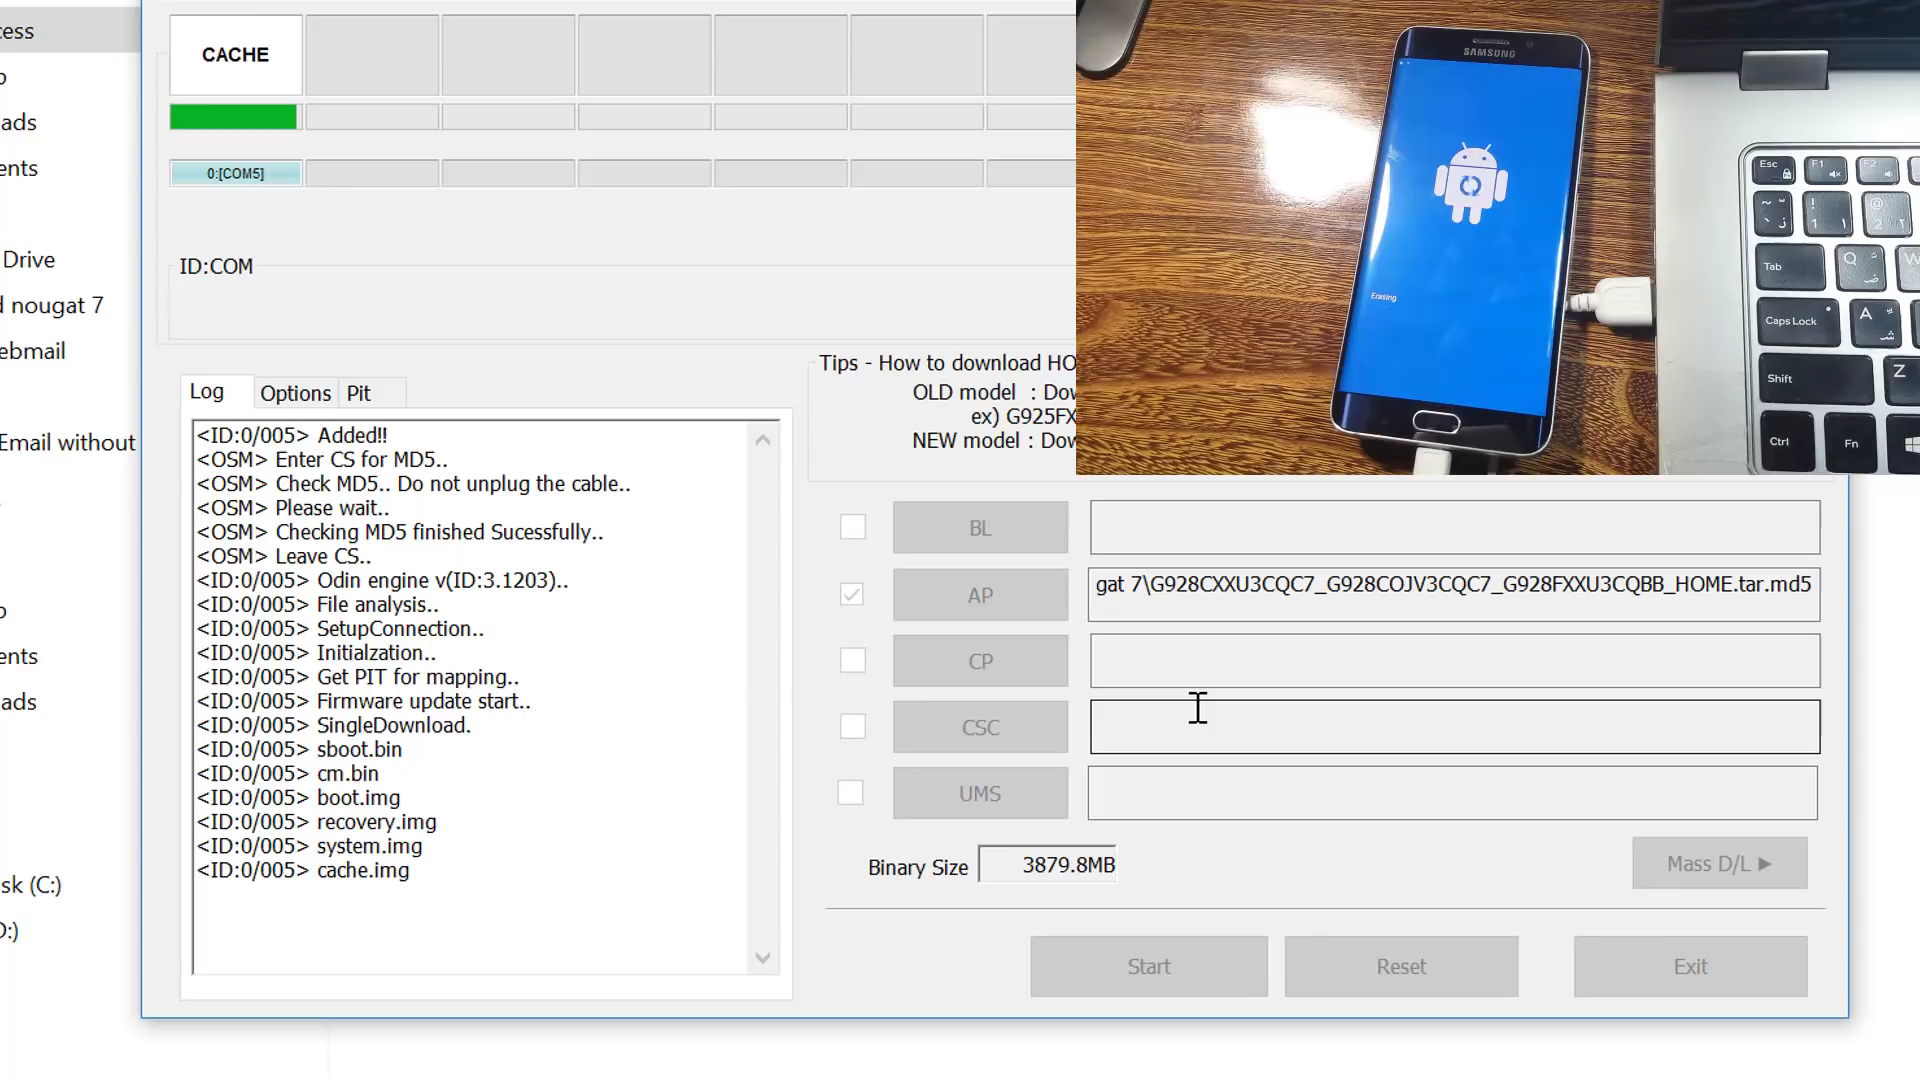 cess
p
ads
ents
Drive
d nougat 7
ebmail
Email without
p
ents
ads
sk (C:)
D:)
CACHE
0:[COM5]
ID:COM
Log
Options
Pit
<ID:0/005> Added!!
<OSM> Enter CS for MD5..
<OSM> Check MD5.. Do not unplug the cable..
<OSM> Please wait..
<OSM> Checking MD5 finished Sucessfully..
<OSM> Leave CS..
<ID:0/005> Odin engine v(ID:3.1203)..
<ID:0/005> File analysis..
<ID:0/005> SetupConnection..
<ID:0/005> Initialzation..
<ID:0/005> Get PIT for mapping..
<ID:0/005> Firmware update start..
<ID:0/005> SingleDownload.
<ID:0/005> sboot.bin
<ID:0/005> cm.bin
<ID:0/005> boot.img
<ID:0/005> recovery.img
<ID:0/005> system.img
<ID:0/005> cache.img
Tips - How to download HO
OLD model : Dow
ex) G925FX
NEW model : Dow
BL
AP
gat 7\G928CXXU3CQC7_G928COJV3CQC7_G928FXXU3CQBB_HOME.tar.md5
CP
CSC
UMS
Binary Size
3879.8MB
Mass D/L ►
Start
Reset
Exit
SAMSUNG
Erasing
Esc
F1
F2
~
!
1
@
2
Tab
Q
W
Caps Lock
A
Shift
Z
Ctrl
Fn